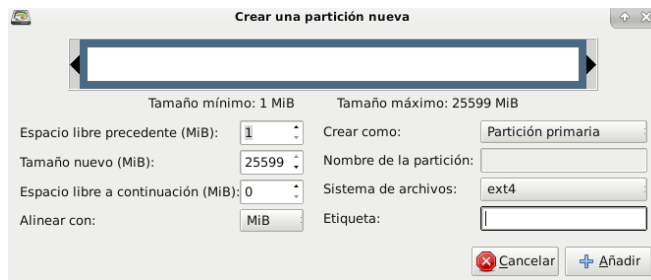 Crear una partición nueva
Tamaño mínimo: 1 MiB Tamaño máximo: 25599 MiB
Espacio libre precedente (MiB): 1 Crear como: Partición primaria
Tamaño nuevo (MiB): 25599 Nombre de la partición:
Espacio libre a continuación (MiB): 0 Sistema de archivos: ext4
Alinear con: MiB Etiqueta:
Cancelar Añadir